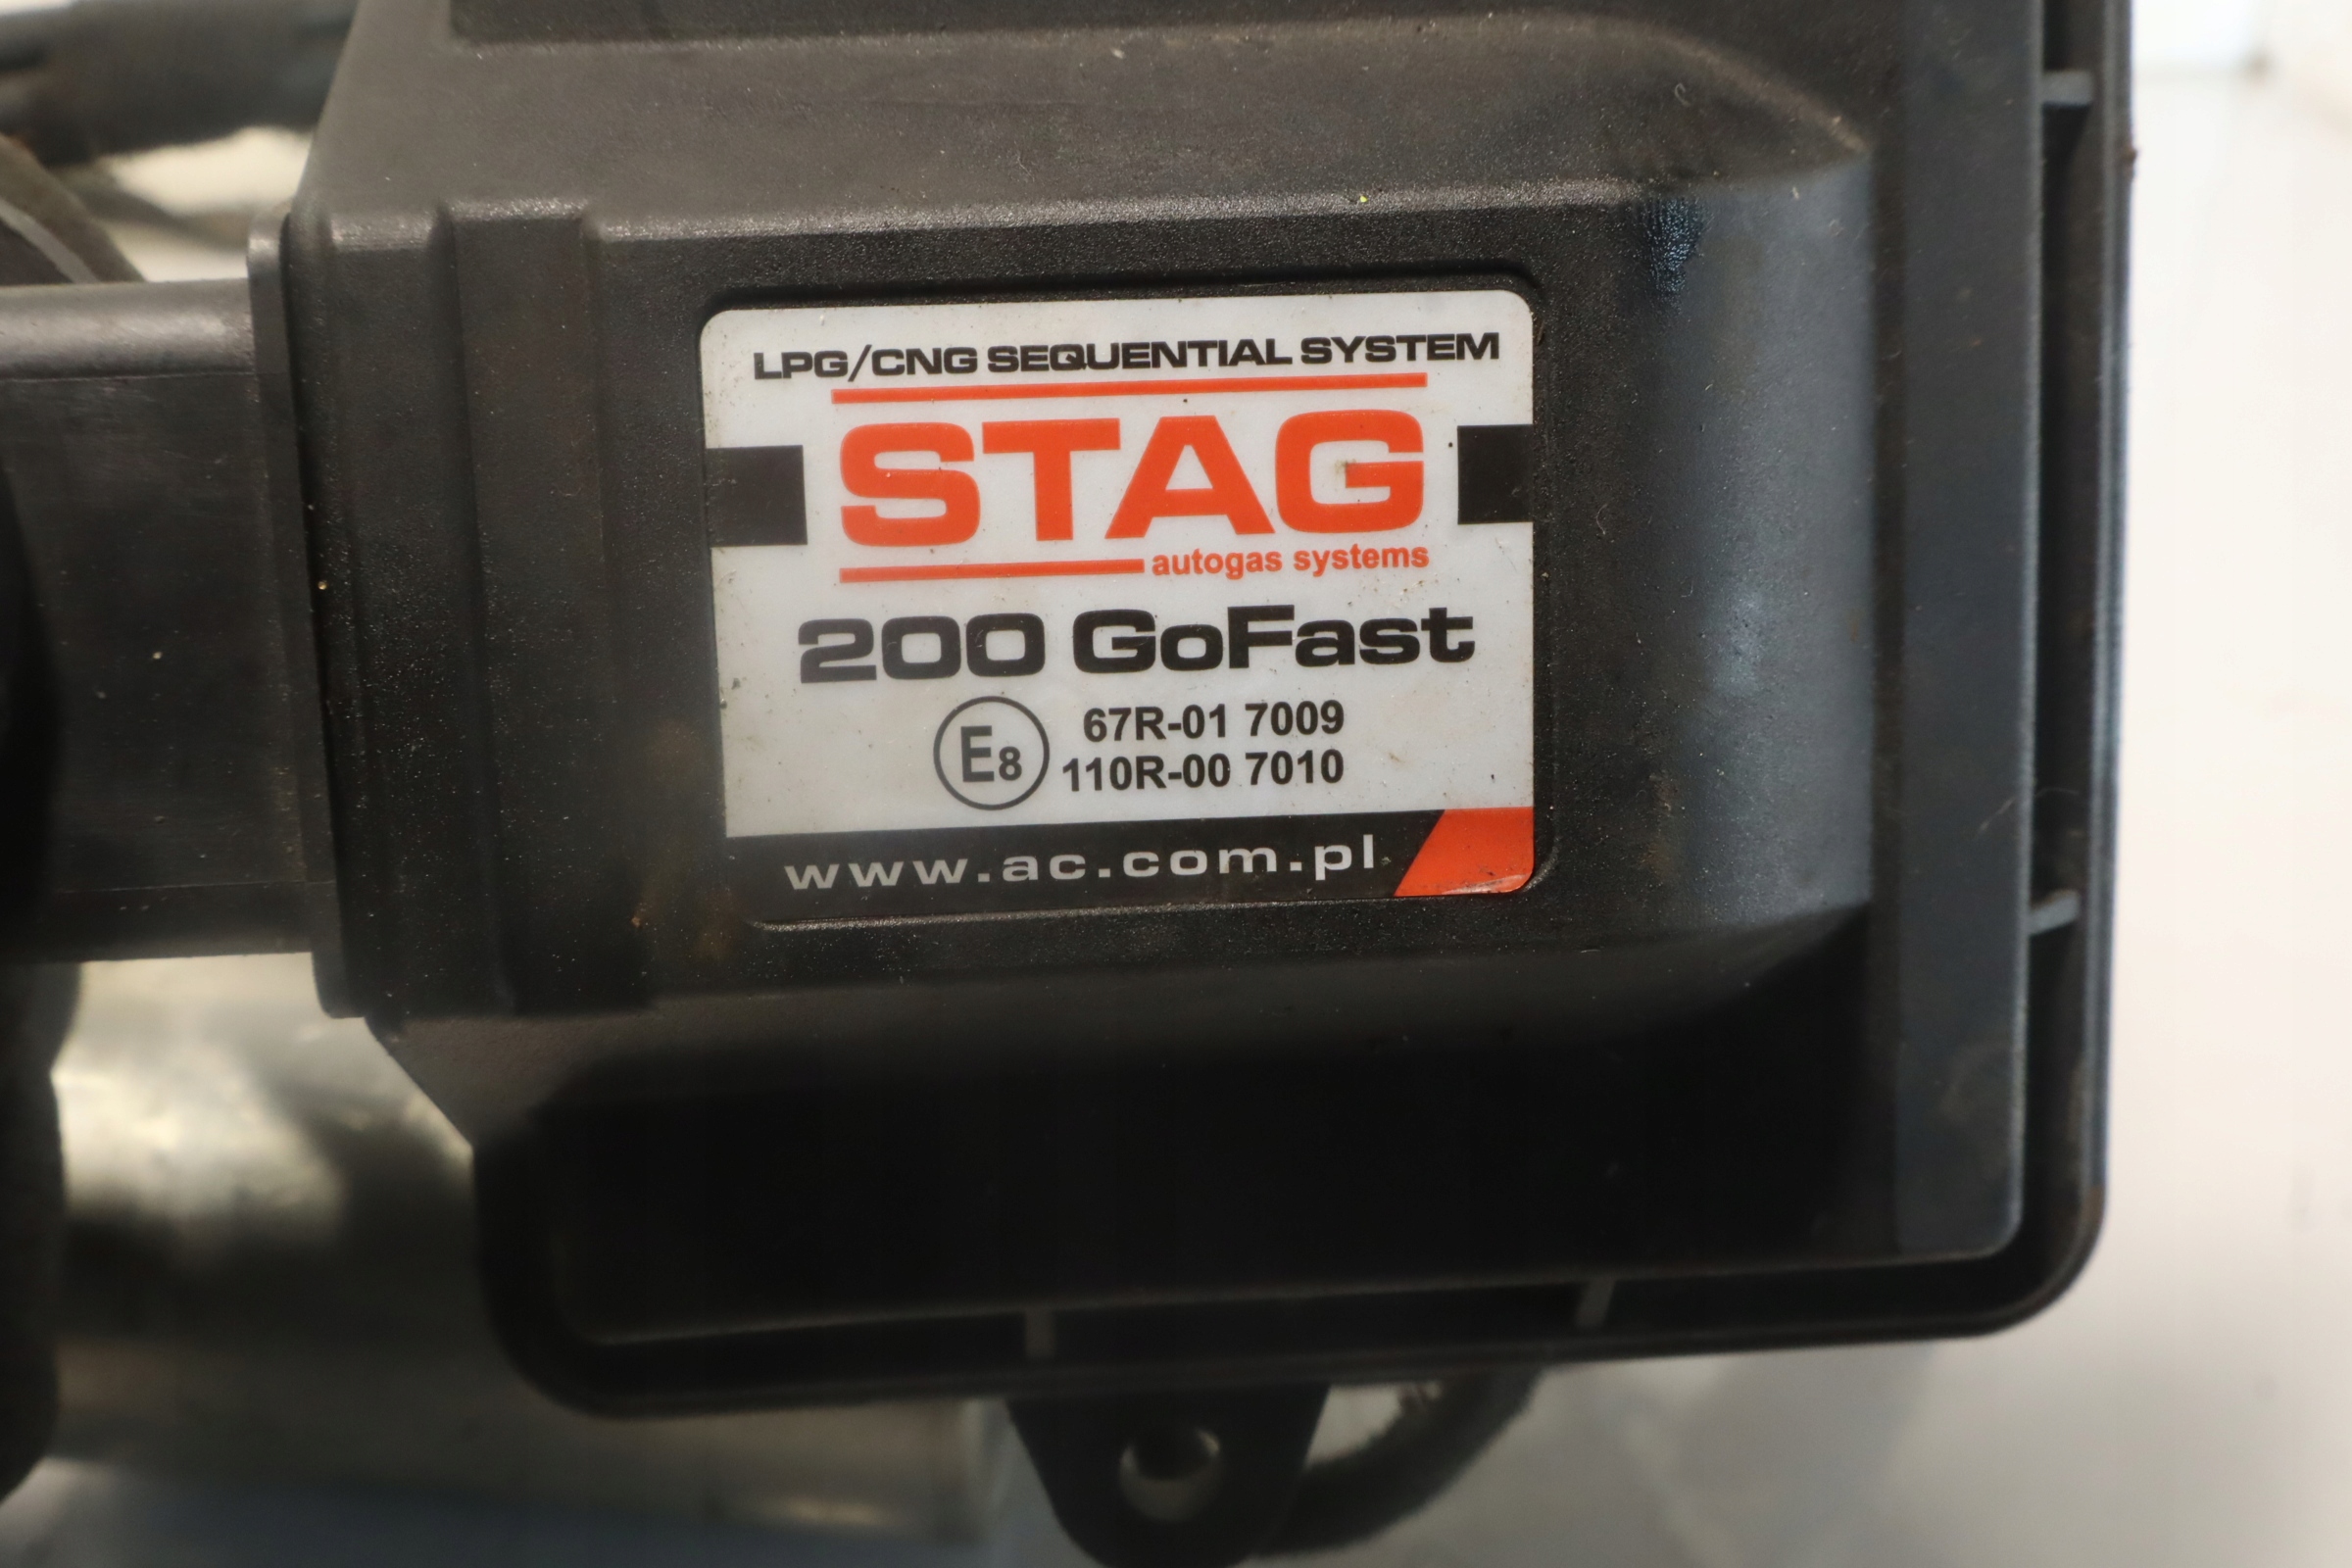 LPG/CNG SEQUENTIAL SYSTEM
STAG
autogas systems
200 GoFast
E8
67R-01 7009
110R-00 7010
www.ac.com.pl